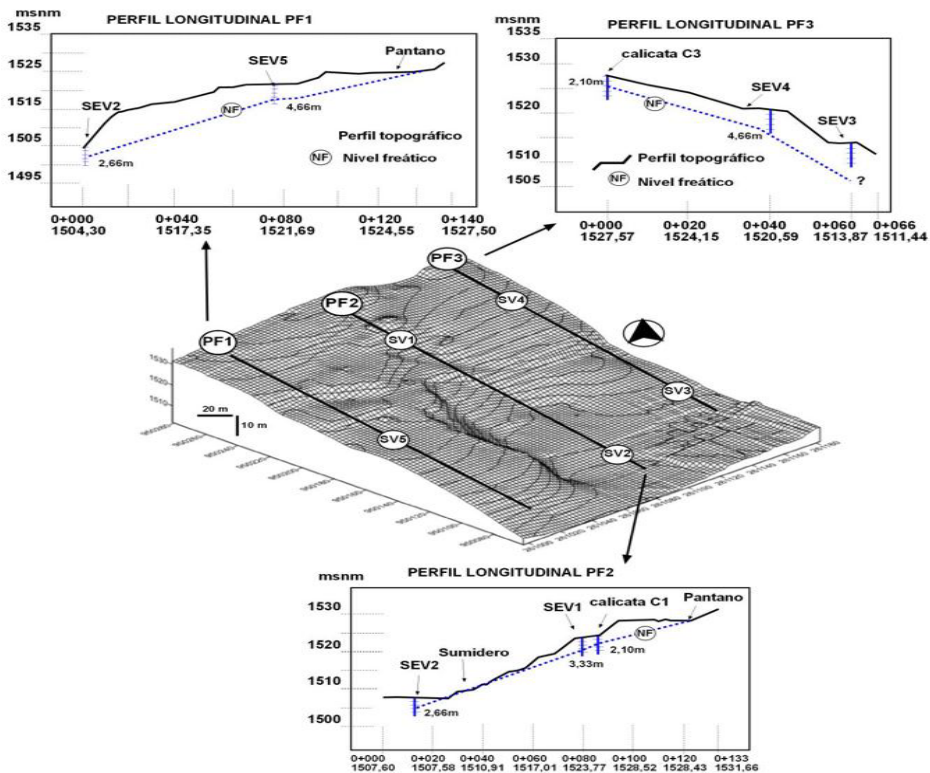 msnm
PERFIL LONGITUDINAL PF1
1535
1525
1515
1505
1495
SEV2
SEV5
Pantano
NF
4,66m
2,66m
Perfil topográfico
NF Nivel freático
0+000 0+040 0+080 0+120 0+140
1504,30 1517,35 1521,69 1524,55 1527,50
msnm
PERFIL LONGITUDINAL PF3
1535
1530
1520
1510
1505
calicata C3
2,10m
SEV4
NF
SEV3
4,66m
Perfil topográfico
NF Nivel freático
?
0+000 0+020 0+040 0+060 0+066
1527,57 1524,15 1520,59 1513,87 1511,44
PF3
PF2
PF1
SV4
SV1
SV3
SV5
SV2
1530
1520
1510
20 m
10 m
msnm
PERFIL LONGITUDINAL PF2
1530
1520
1510
1500
SEV1
calicata C1
Pantano
NF
2,10m
3,33m
Sumidero
SEV2
2,66m
0+000 0+020 0+040 0+060 0+080 0+100 0+120 0+133
1507,60 1507,58 1510,91 1517,01 1523,77 1528,52 1528,43 1531,66